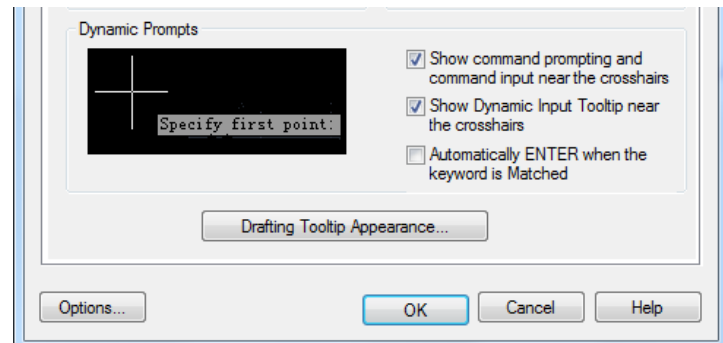 Dynamic Prompts
Specify first point:
Show command prompting and
command input near the crosshairs
Show Dynamic Input Tooltip near
the crosshairs
Automatically ENTER when the
keyword is Matched
Drafting Tooltip Appearance...
Options...
OK
Cancel
Help